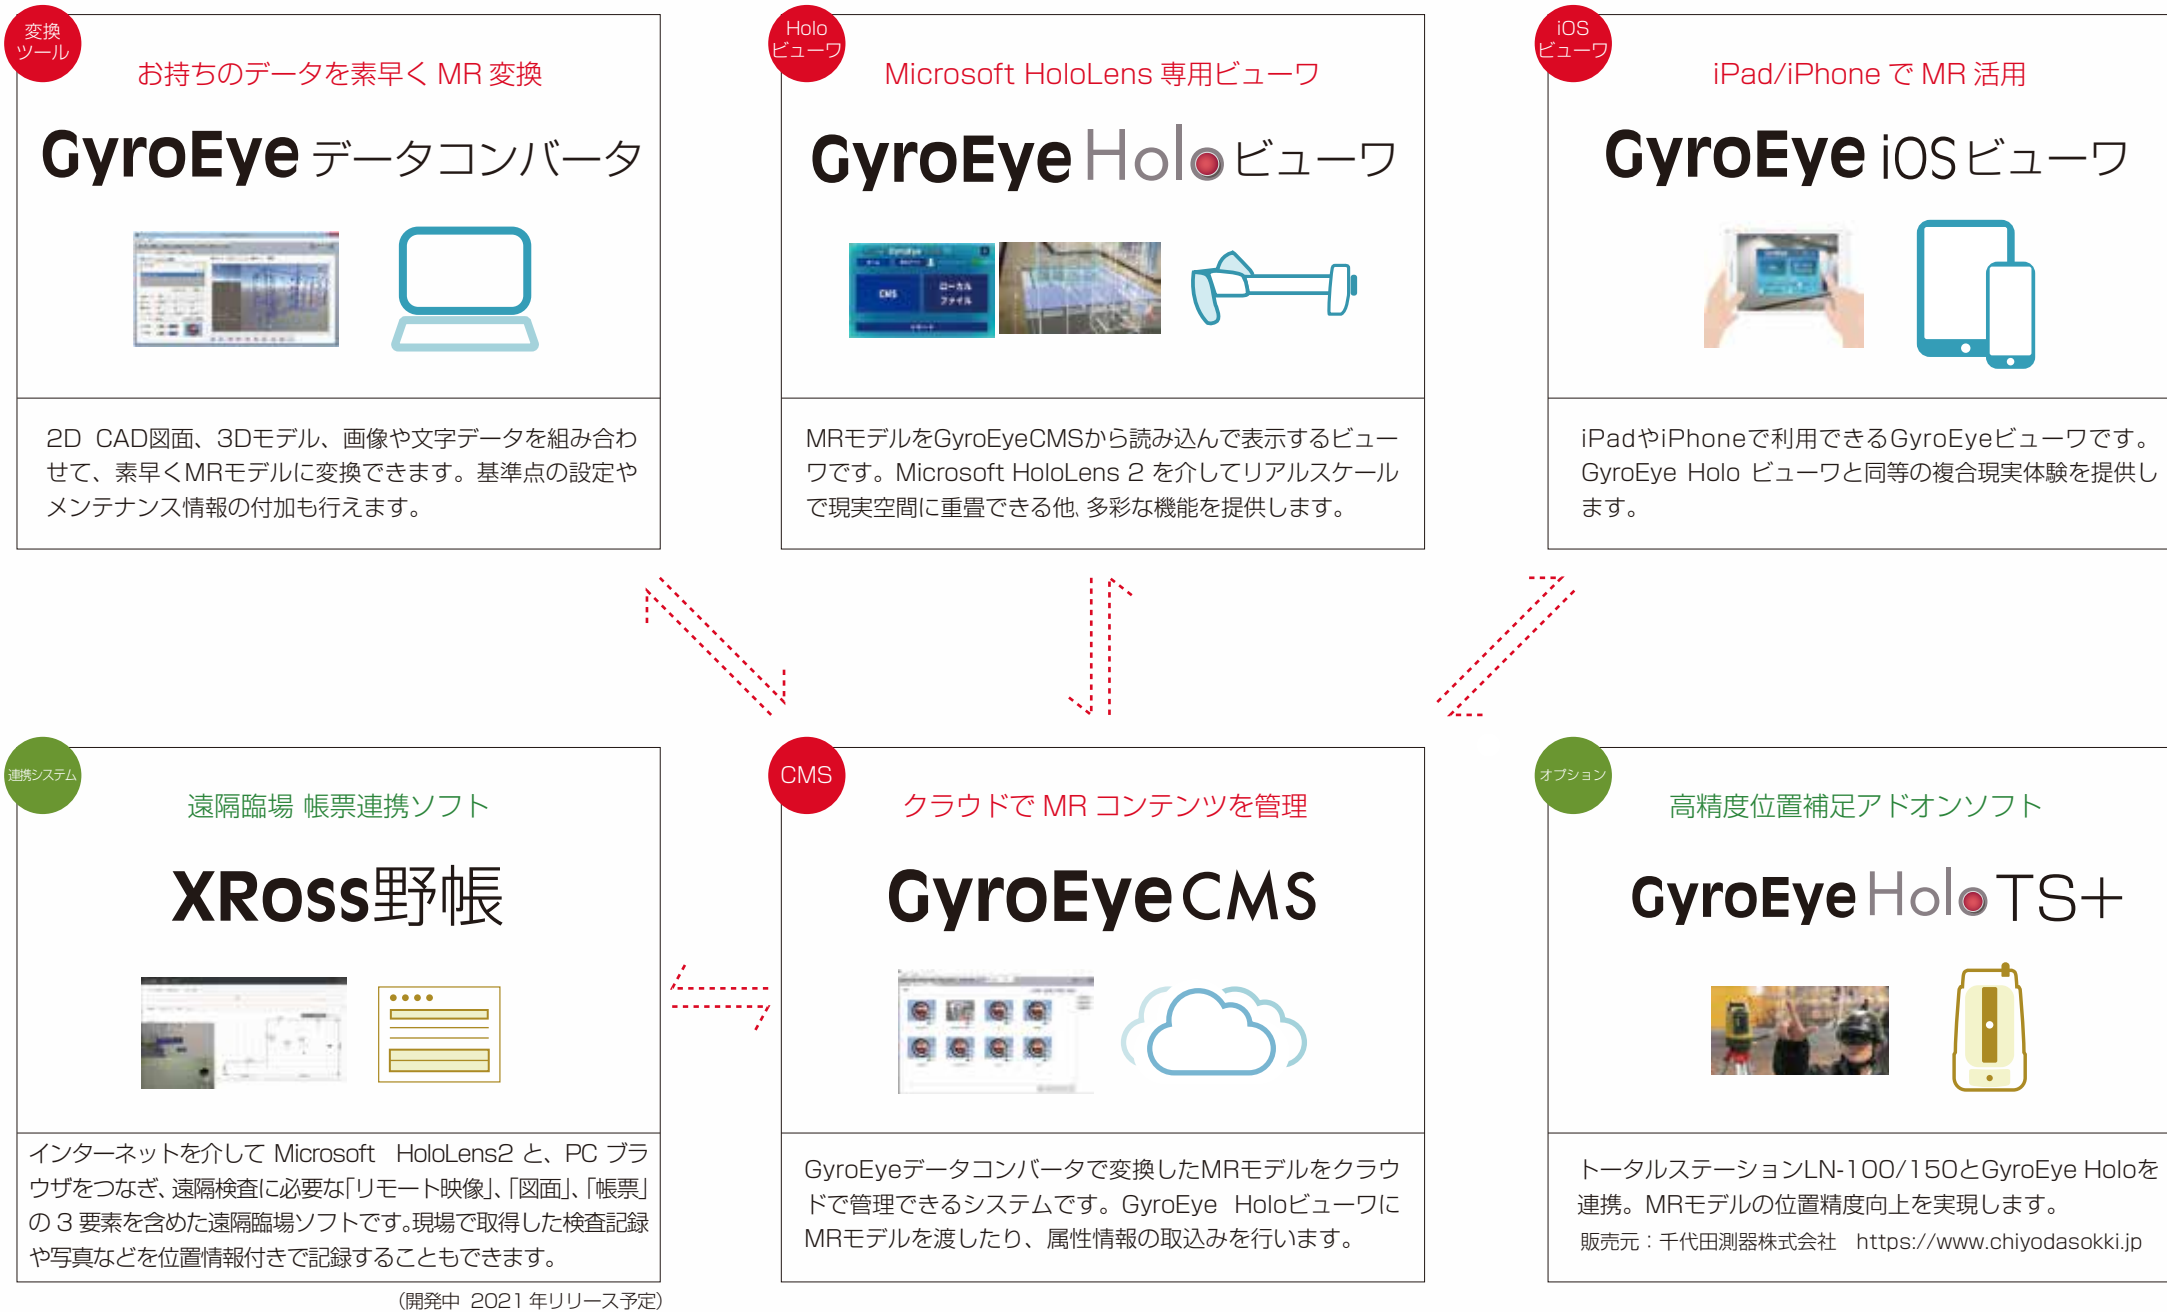 変換
ツール
お持ちのデータを素早く MR 変換
GyroEye データコンバータ
2D CAD図面、3Dモデル、画像や文字データを組み合わ
せて、素早くMRモデルに変換できます。基準点の設定や
メンテナンス情報の付加も行えます。
Holo
ビューワ
Microsoft HoloLens 専用ビューワ
GyroEye Holo ビューワ
GyroEye
CMS
ローカル
ファイル
MRモデルをGyroEyeCMSから読み込んで表示するビュー
ワです。Microsoft HoloLens 2 を介してリアルスケール
で現実空間に重畳できる他、多彩な機能を提供します。
iOS
ビューワ
iPad/iPhone で MR 活用
GyroEye iOS ビューワ
iPadやiPhoneで利用できるGyroEyeビューワです。
GyroEye Holo ビューワと同等の複合現実体験を提供し
ます。
連携システム
遠隔臨場 帳票連携ソフト
XRoss野帳
インターネットを介して Microsoft HoloLens2 と、PC ブラ
ウザをつなぎ、遠隔検査に必要な「リモート映像」、「図面」、「帳票」
の 3 要素を含めた遠隔臨場ソフトです。現場で取得した検査記録
や写真などを位置情報付きで記録することもできます。
（開発中 2021 年リリース予定）
CMS
クラウドで MR コンテンツを管理
GyroEye CMS
GyroEyeデータコンバータで変換したMRモデルをクラウ
ドで管理できるシステムです。GyroEye Holoビューワに
MRモデルを渡したり、属性情報の取込みを行います。
オプション
高精度位置補足アドオンソフト
GyroEye Holo TS+
トータルステーションLN-100/150とGyroEye Holoを
連携。MRモデルの位置精度向上を実現します。
販売元：千代田測器株式会社 https://www.chiyodasokki.jp